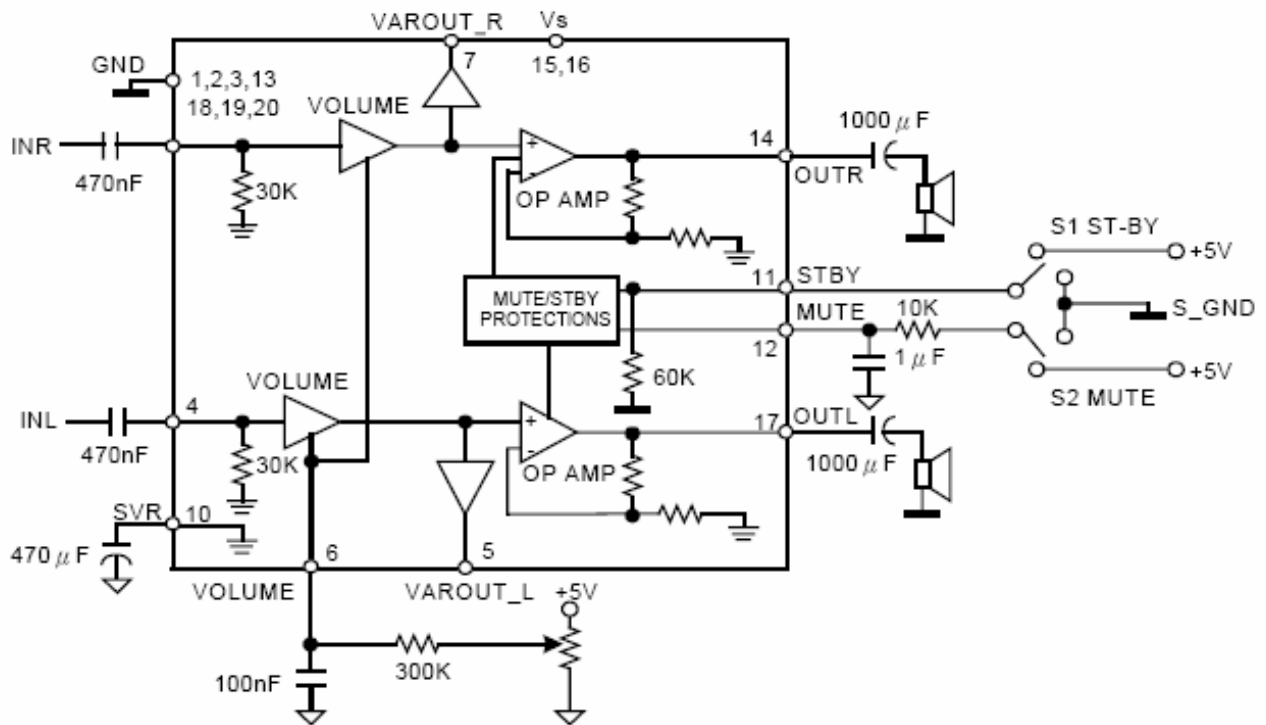 VAROUT_R
Vs
GND
1,2,3,13
18,19,20
7
15,16
VOLUME
1000 μF
INR
470nF
30K
+
-
OP AMP
14
OUTR
S1 ST-BY
+5V
11
STBY
MUTE/STBY
PROTECTIONS
MUTE
10K
S_GND
12
1 μF
60K
+5V
S2 MUTE
VOLUME
INL
4
470nF
30K
+
-
OP AMP
17
OUTL
1000 μF
SVR
10
470 μF
6
5
VOLUME
VAROUT_L
+5V
300K
100nF